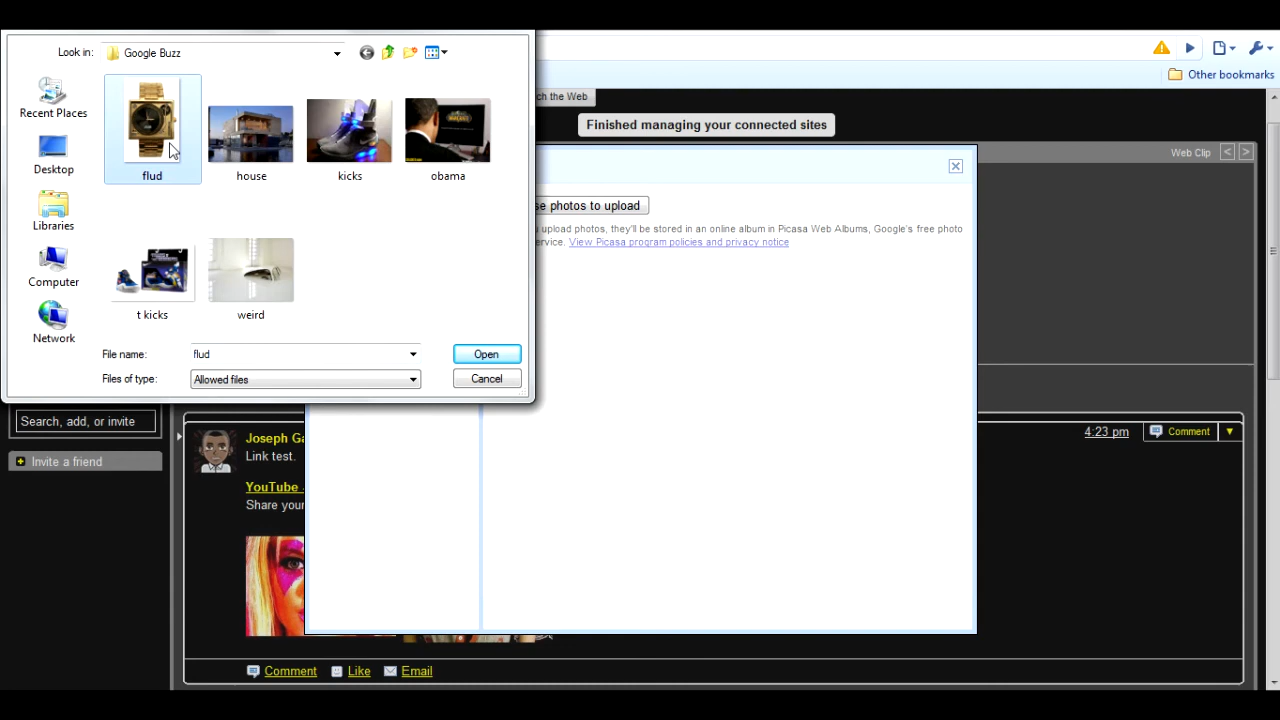 Look in:
Google Buzz
Recent Places
Desktop
Libraries
Computer
Network
flud
house
kicks
obama
t kicks
weird
File name:
flud
Open
Files of type:
Allowed files
Cancel
Other bookmarks
ch the Web
Finished managing your connected sites
Web Clip
<
>
se photos to upload
upload photos, they'll be stored in an online album in Picasa Web Albums, Google's free photo
ervice. View Picasa program policies and privacy notice
Search, add, or invite
Invite a friend
Joseph Ga
4:23 pm
Comment
Link test.
YouTube
Share your
Comment
Like
Email